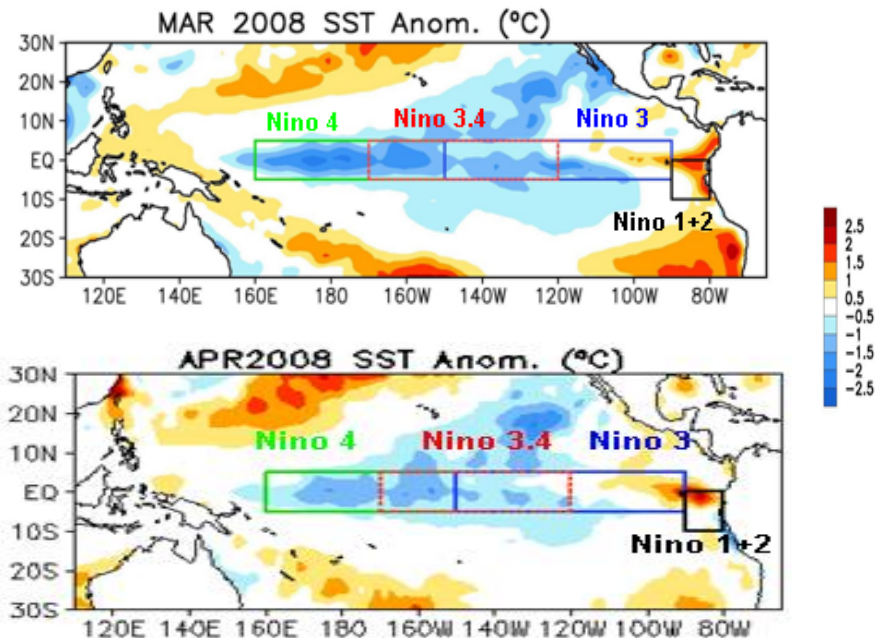 MAR 2008 SST Anom. (ºC)
30N
20N
10N
EQ
10S
20S
30S
Nino 4
Nino 3.4
Nino 3
Nino 1+2
120E 140E 160E 180 160W 140W 120W 100W 80W
2.5
2
1.5
1
0.5
-0.5
-1
-1.5
-2
-2.5
APR2008 SST Anom. (ºC)
30N
20N
10N
EQ
10S
20S
30S
Nino 4
Nino 3.4
Nino 3
Nino 1+2
120E 140E 160E 180 160W 140W 120W 100W 80W